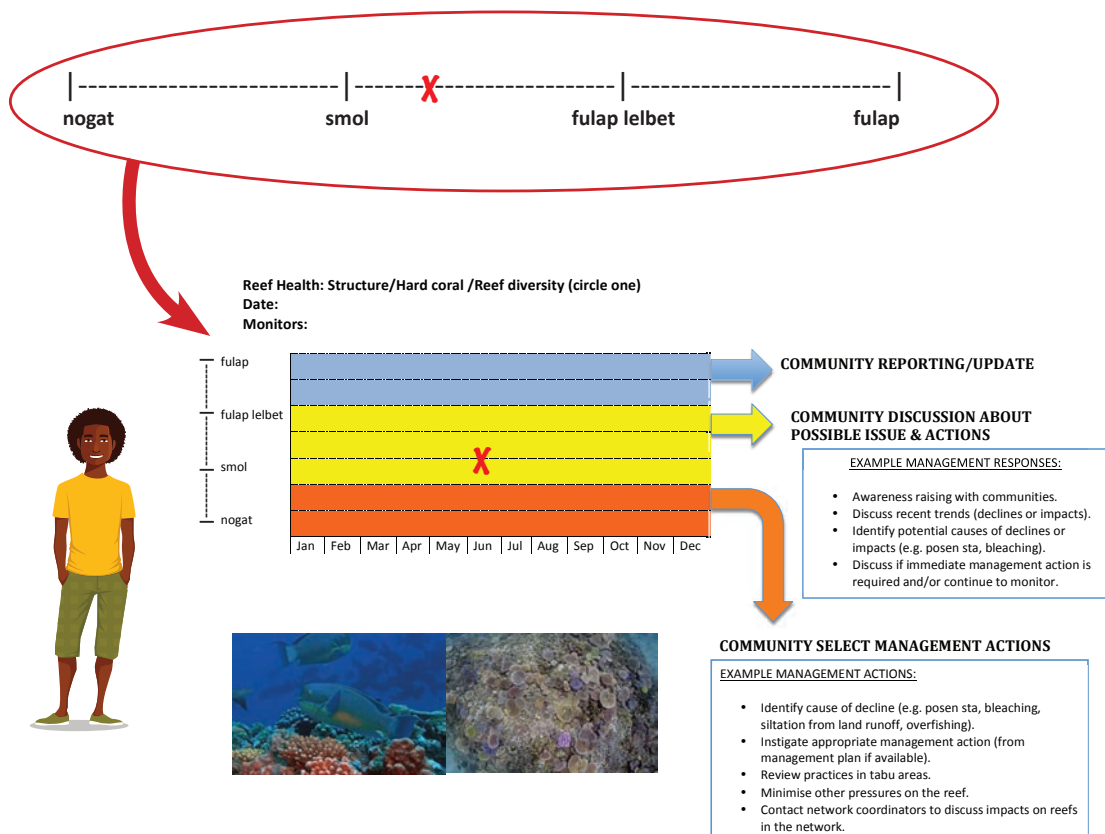 nogat smol fulap lelbet fulap
Reef Health: Structure/Hard coral /Reef diversity (circle one)
Date:
Monitors:
fulap
fulap lelbet
smol
nogat
Jan Feb Mar Apr May Jun Jul Aug Sep Oct Nov Dec
COMMUNITY REPORTING/UPDATE
COMMUNITY DISCUSSION ABOUT
POSSIBLE ISSUE & ACTIONS
EXAMPLE MANAGEMENT RESPONSES:
• Awareness raising with communities.
• Discuss recent trends (declines or impacts).
• Identify potential causes of declines or
impacts (e.g. posen sta, bleaching).
• Discuss if immediate management action is
required and/or continue to monitor.
COMMUNITY SELECT MANAGEMENT ACTIONS
EXAMPLE MANAGEMENT ACTIONS:
• Identify cause of decline (e.g. posen sta, bleaching,
siltation from land runoff, overfishing).
• Instigate appropriate management action (from
management plan if available).
• Review practices in tabu areas.
• Minimise other pressures on the reef.
• Contact network coordinators to discuss impacts on reefs
in the network.